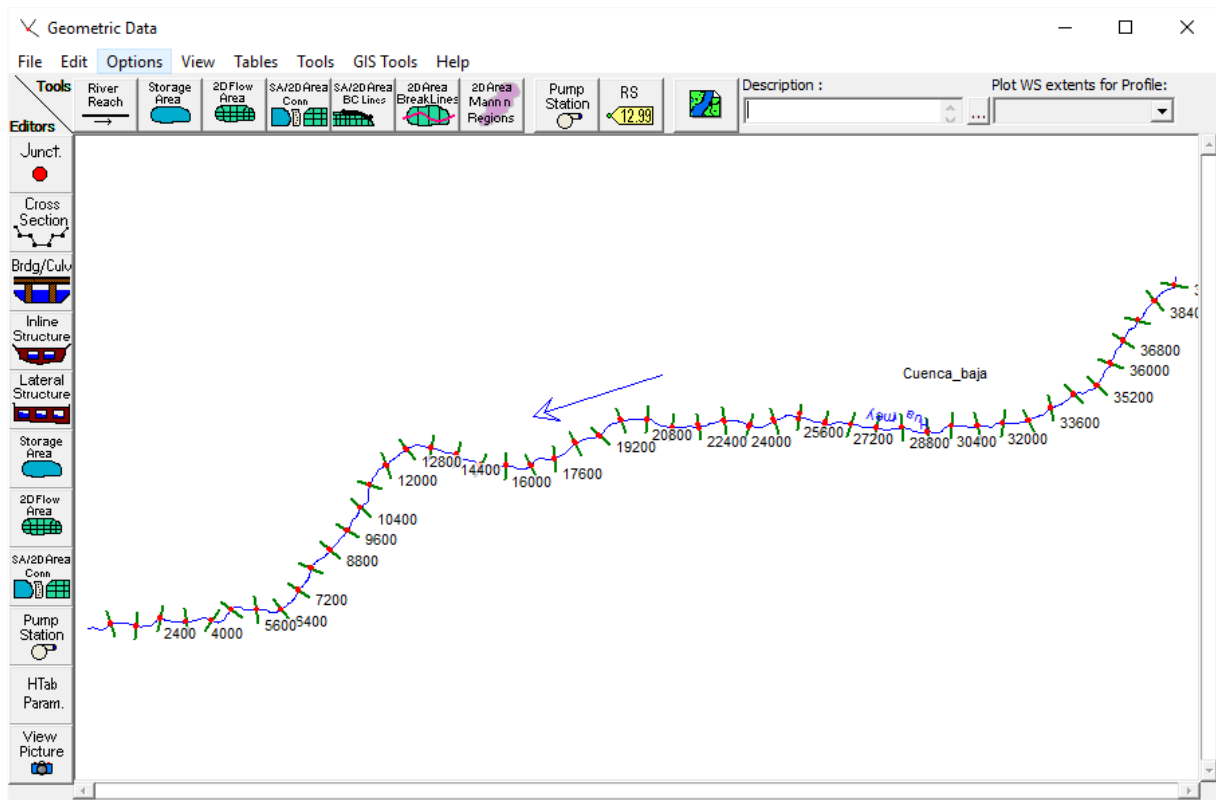 Geometric Data
File Edit Options View Tables Tools GIS Tools Help
Tools
Editors
River Reach
Storage Area
2D Flow Area
SA/2D Area Conn
SA/2D Area BC Lines
2D Area BreakLines
2D Area Mann n Regions
Pump Station
RS
12.99
Description :
...
Plot WS extents for Profile:
Junct.
Cross Section
Brdg/Culv
Inline Structure
Lateral Structure
Storage Area
2D Flow Area
SA/2D Area Conn
Pump Station
HTab Param.
View Picture
38400
36800
36000
35200
Cuenca_baja
33600
32000
30400
28800
27200
25600
24000
22400
20800
19200
17600
16000
14400
12800
12000
10400
9600
8800
7200
5600
4000
2400
Huarmey